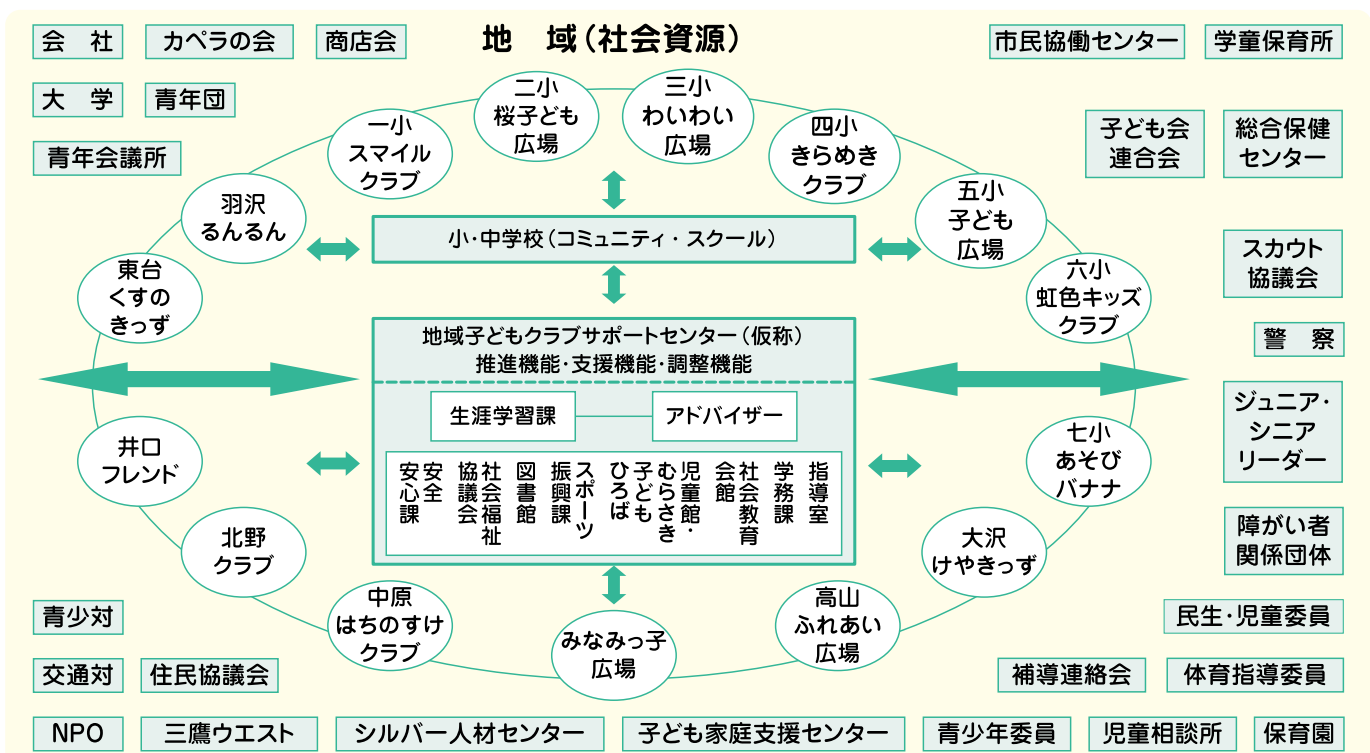 地　域（社会資源）
会　社
カペラの会
商店会
市民協働センター
学童保育所
大　学
青年団
青年会議所
子ども会
連合会
総合保健
センター
スカウト
協議会
警　察
ジュニア・
シニア
リーダー
障がい者
関係団体
民生・児童委員
補導連絡会
体育指導委員
青少対
交通対
住民協議会
NPO
三鷹ウエスト
シルバー人材センター
子ども家庭支援センター
青少年委員
児童相談所
保育園
二小
桜子ども
広場
三小
わいわい
広場
四小
きらめき
クラブ
五小
子ども
広場
六小
虹色キッズ
クラブ
七小
あそび
バナナ
大沢
けやきっず
高山
ふれあい
広場
みなみっ子
広場
中原
はちのすけ
クラブ
北野
クラブ
井口
フレンド
東台
くすの
きっず
羽沢
るんるん
一小
スマイル
クラブ
小・中学校（コミュニティ・スクール）
地域子どもクラブサポートセンター（仮称）
推進機能・支援機能・調整機能
生涯学習課
アドバイザー
指導室
学務課
社会教育
会館
児童館・
むらさき
子ども
ひろば
スポーツ
振興課
図書館
社会福祉
協議会
安全
安心課